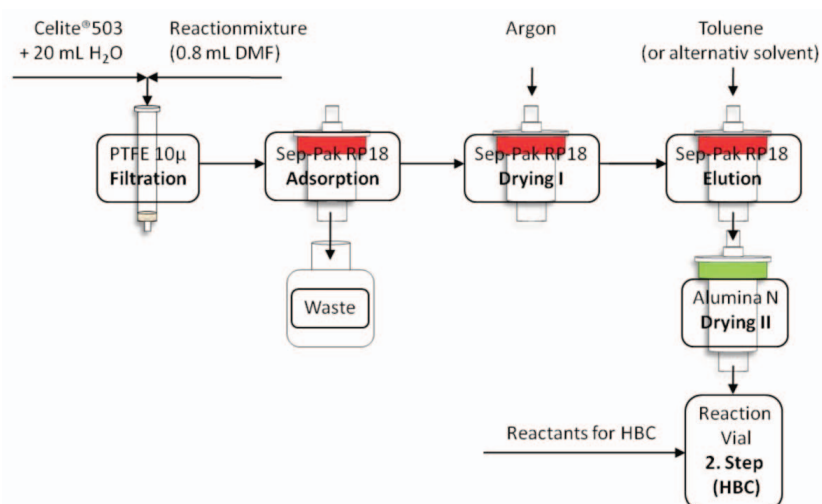 Celite®503
+ 20 mL H₂O
Reactionmixture
(0.8 mL DMF)
Argon
Toluene
(or alternativ solvent)
PTFE 10µ
Filtration
Sep-Pak RP18
Adsorption
Sep-Pak RP18
Drying I
Sep-Pak RP18
Elution
Waste
Alumina N
Drying II
Reactants for HBC
Reaction
Vial
2. Step
(HBC)